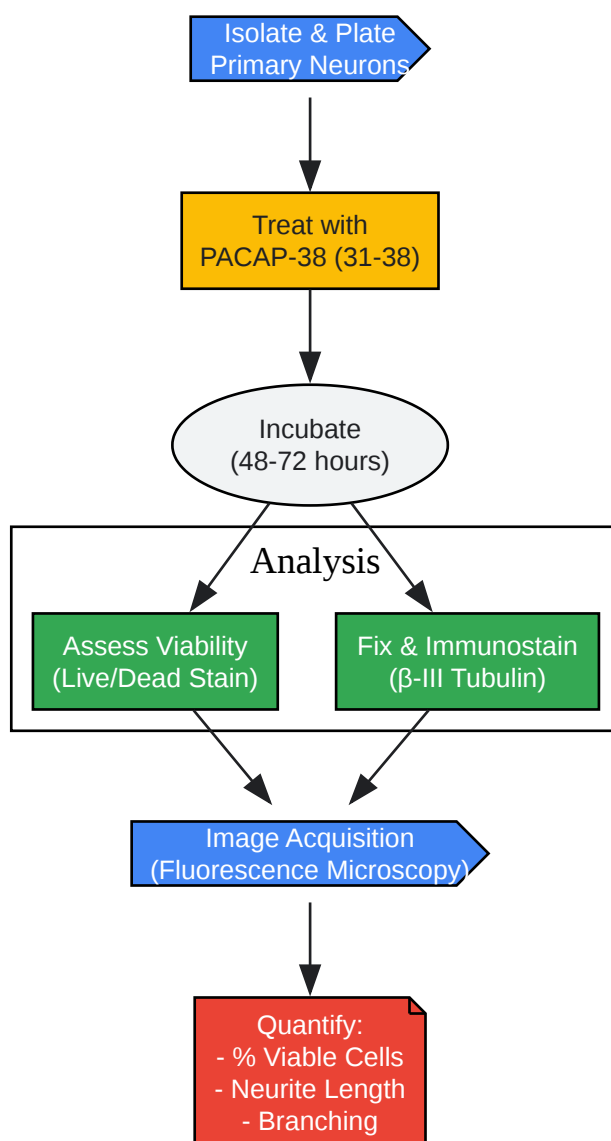 Isolate & Plate
Primary Neurons
Treat with
PACAP-38 (31-38)
Incubate
(48-72 hours)
Analysis
Assess Viability
(Live/Dead Stain)
Fix & Immunostain
(β-III Tubulin)
Image Acquisition
(Fluorescence Microscopy)
Quantify:
- % Viable Cells
- Neurite Length
- Branching